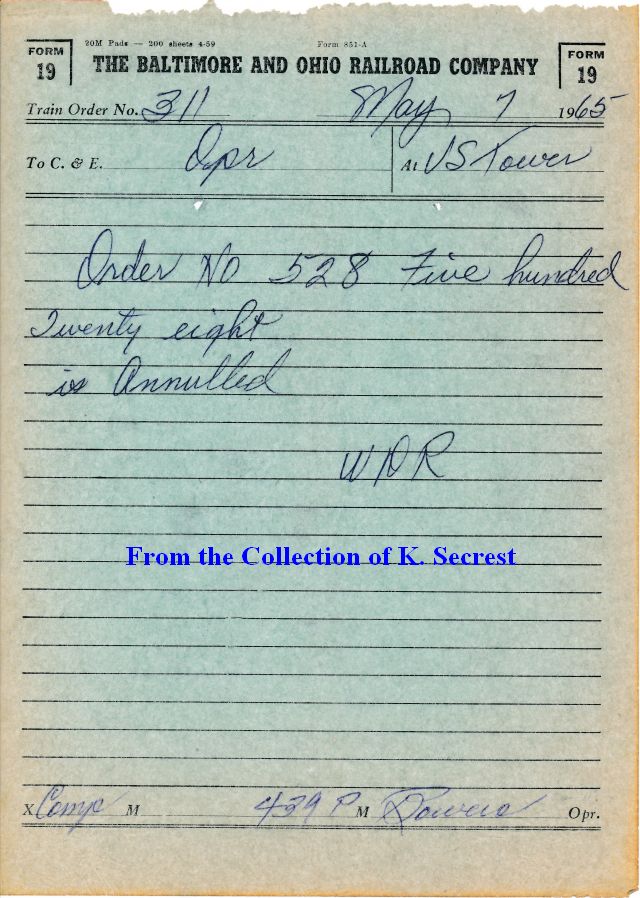 20M Pads — 200 sheets 4-59 Form 851-A
FORM 19 THE BALTIMORE AND OHIO RAILROAD COMPANY FORM 19
Train Order No. 311 May 7 1965
To C. & E. Opr At US Tower
Order No 528 Five hundred
Twenty eight
is Annulled
WDR
From the Collection of K. Secrest
X Comp M 439 P M Opr.